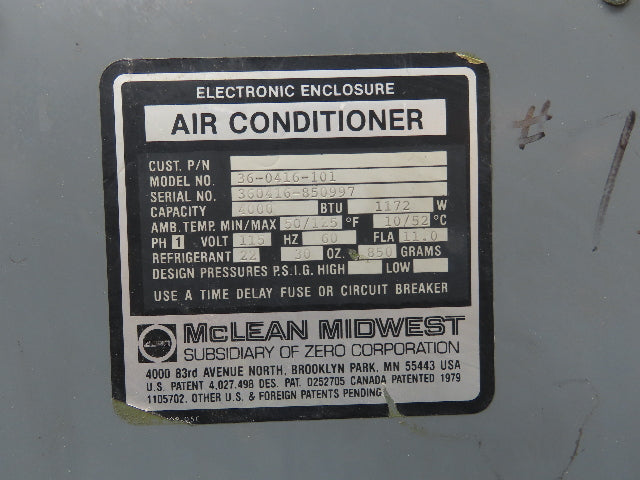 ELECTRONIC ENCLOSURE
AIR CONDITIONER
#1
CUST. P/N
MODEL NO. 36-0416-101
SERIAL NO. 360416-850997
CAPACITY 4000 BTU 1172 W
AMB. TEMP. MIN/MAX 50/125 °F 10/52 °C
PH 1 VOLT 115 HZ 60 FLA 11.0
REFRIGERANT 22 30 OZ. 850 GRAMS
DESIGN PRESSURES P.S.I.G. HIGH LOW
USE A TIME DELAY FUSE OR CIRCUIT BREAKER
McLEAN MIDWEST
SUBSIDIARY OF ZERO CORPORATION
4000 83rd AVENUE NORTH, BROOKLYN PARK, MN 55443 USA
U.S. PATENT 4,027,498 DES. PAT. D252705 CANADA PATENTED 1979
1105702. OTHER U.S. & FOREIGN PATENTS PENDING